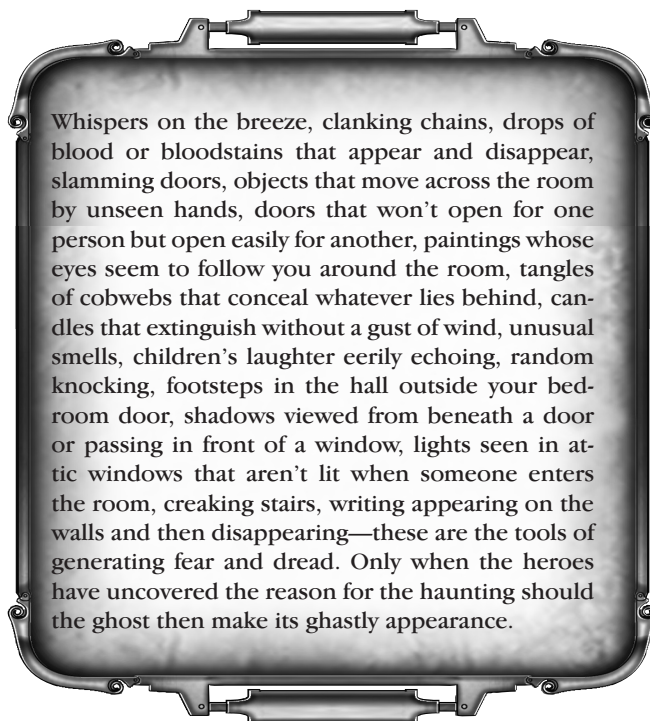 Whispers on the breeze, clanking chains, drops of
blood or bloodstains that appear and disappear,
slamming doors, objects that move across the room
by unseen hands, doors that won't open for one
person but open easily for another, paintings whose
eyes seem to follow you around the room, tangles
of cobwebs that conceal whatever lies behind, can-
dles that extinguish without a gust of wind, unusual
smells, children's laughter eerily echoing, random
knocking, footsteps in the hall outside your bed-
room door, shadows viewed from beneath a door
or passing in front of a window, lights seen in at-
tic windows that aren't lit when someone enters
the room, creaking stairs, writing appearing on the
walls and then disappearing—these are the tools of
generating fear and dread. Only when the heroes
have uncovered the reason for the haunting should
the ghost then make its ghastly appearance.